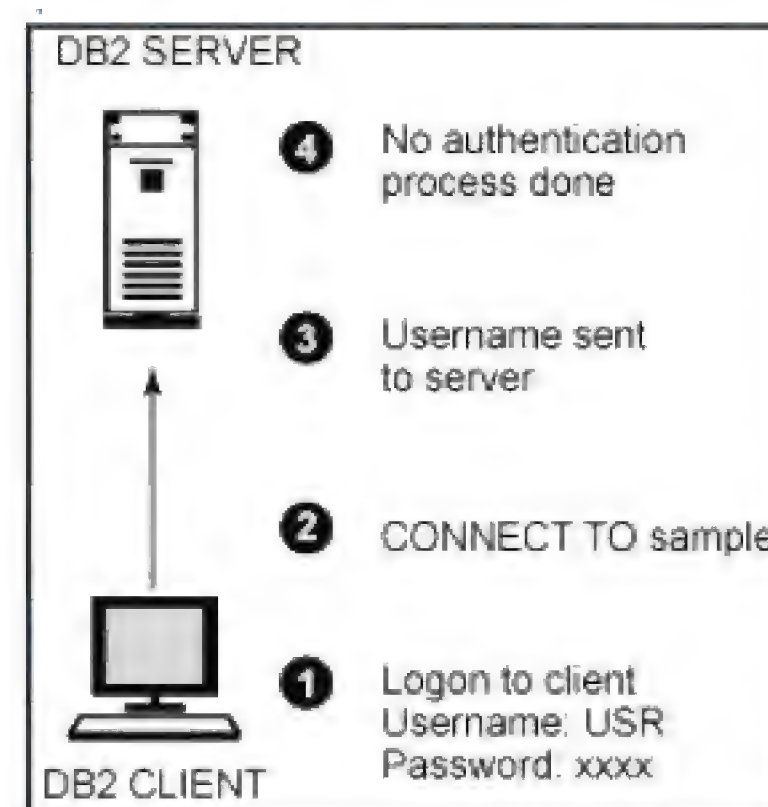 DB2 SERVER
4 No authentication
process done
3 Username sent
to server
2 CONNECT TO sample
1 Logon to client
Username: USR
Password: xxxx
DB2 CLIENT